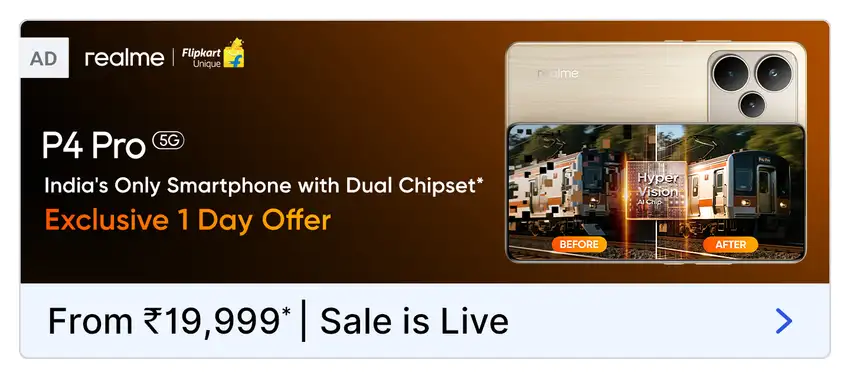 AD
realme | Flipkart Unique
realme
P4 Pro 5G
India's Only Smartphone with Dual Chipset*
Exclusive 1 Day Offer
Hyper
Vision
AI Chip
BEFORE
AFTER
From ₹19,999* | Sale is Live